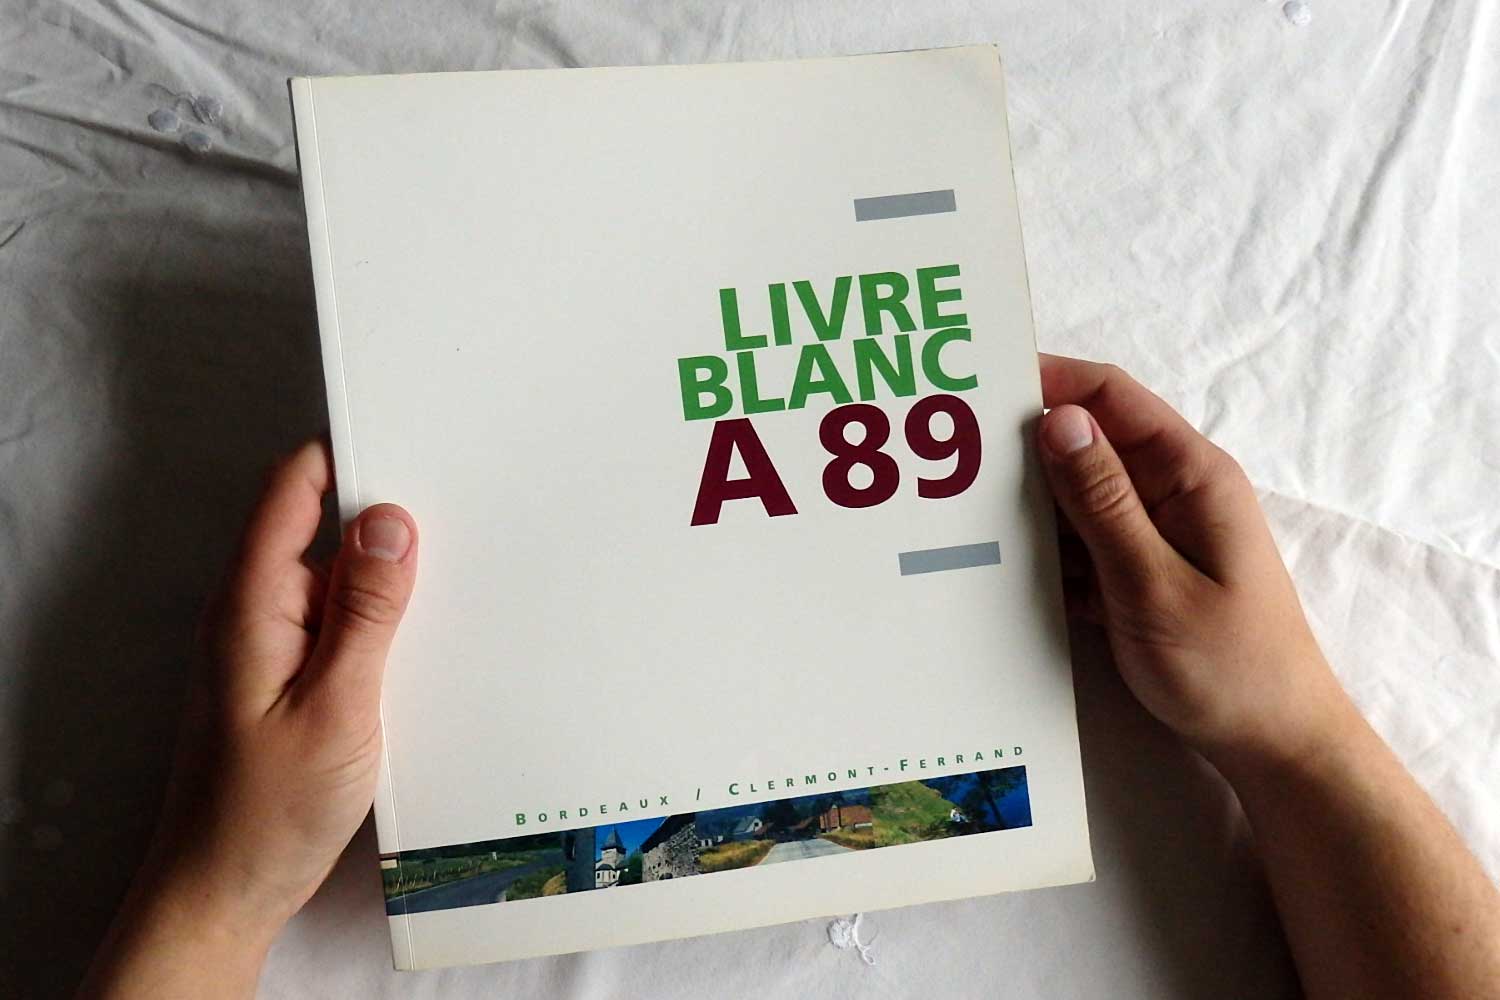 LIVRE
BLANC
A 89
BORDEAUX / CLERMONT-FERRAND